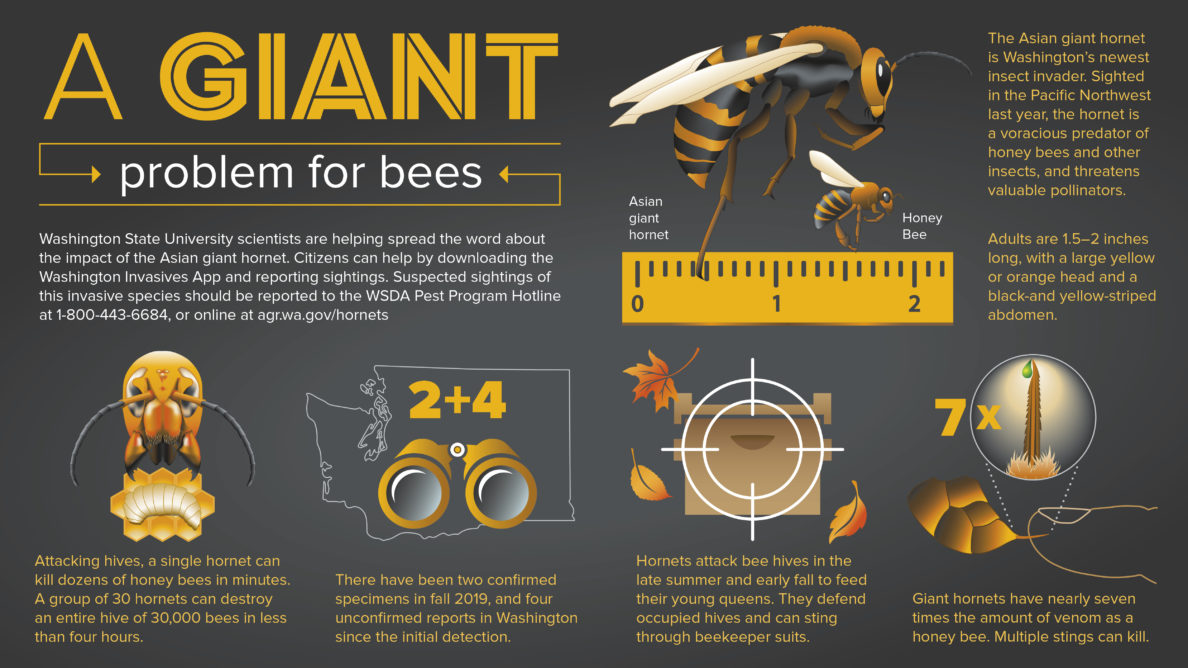 A GIANT
problem for bees
Washington State University scientists are helping spread the word about
the impact of the Asian giant hornet. Citizens can help by downloading the
Washington Invasives App and reporting sightings. Suspected sightings of
this invasive species should be reported to the WSDA Pest Program Hotline
at 1-800-443-6684, or online at agr.wa.gov/hornets
Asian
giant
hornet
Honey
Bee
0 1 2
The Asian giant hornet
is Washington’s newest
insect invader. Sighted
in the Pacific Northwest
last year, the hornet is
a voracious predator of
honey bees and other
insects, and threatens
valuable pollinators.
Adults are 1.5–2 inches
long, with a large yellow
or orange head and a
black-and yellow-striped
abdomen.
Attacking hives, a single hornet can
kill dozens of honey bees in minutes.
A group of 30 hornets can destroy
an entire hive of 30,000 bees in less
than four hours.
2+4
There have been two confirmed
specimens in fall 2019, and four
unconfirmed reports in Washington
since the initial detection.
Hornets attack bee hives in the
late summer and early fall to feed
their young queens. They defend
occupied hives and can sting
through beekeeper suits.
7x
Giant hornets have nearly seven
times the amount of venom as a
honey bee. Multiple stings can kill.